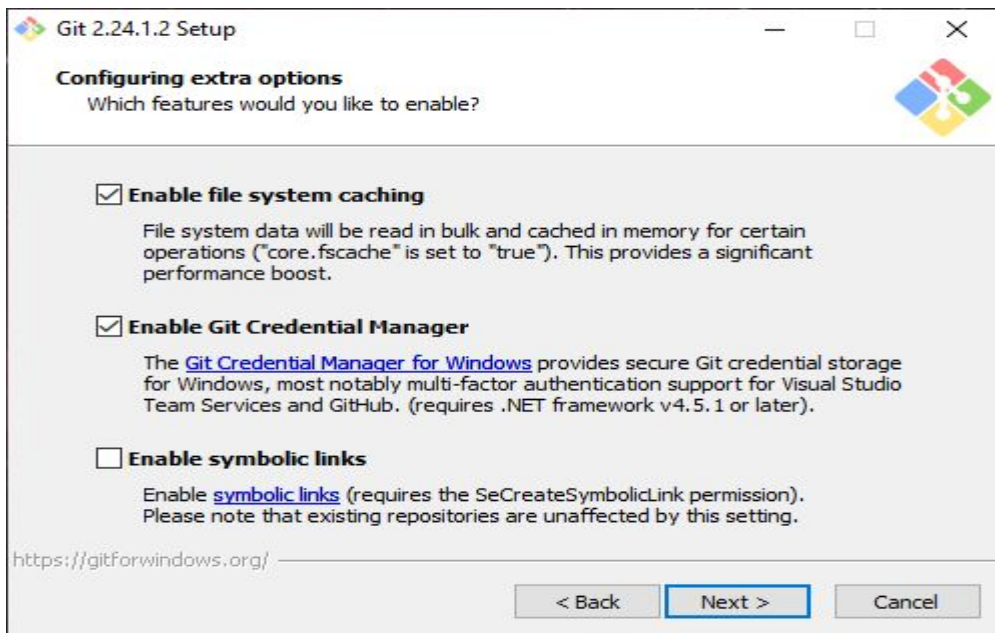 Git 2.24.1.2 Setup
Configuring extra options
Which features would you like to enable?
Enable file system caching
File system data will be read in bulk and cached in memory for certain
operations ("core.fscache" is set to "true"). This provides a significant
performance boost.
Enable Git Credential Manager
The Git Credential Manager for Windows provides secure Git credential storage
for Windows, most notably multi-factor authentication support for Visual Studio
Team Services and GitHub. (requires .NET framework v4.5.1 or later).
Enable symbolic links
Enable symbolic links (requires the SeCreateSymbolicLink permission).
Please note that existing repositories are unaffected by this setting.
https://gitforwindows.org/
< Back Next > Cancel